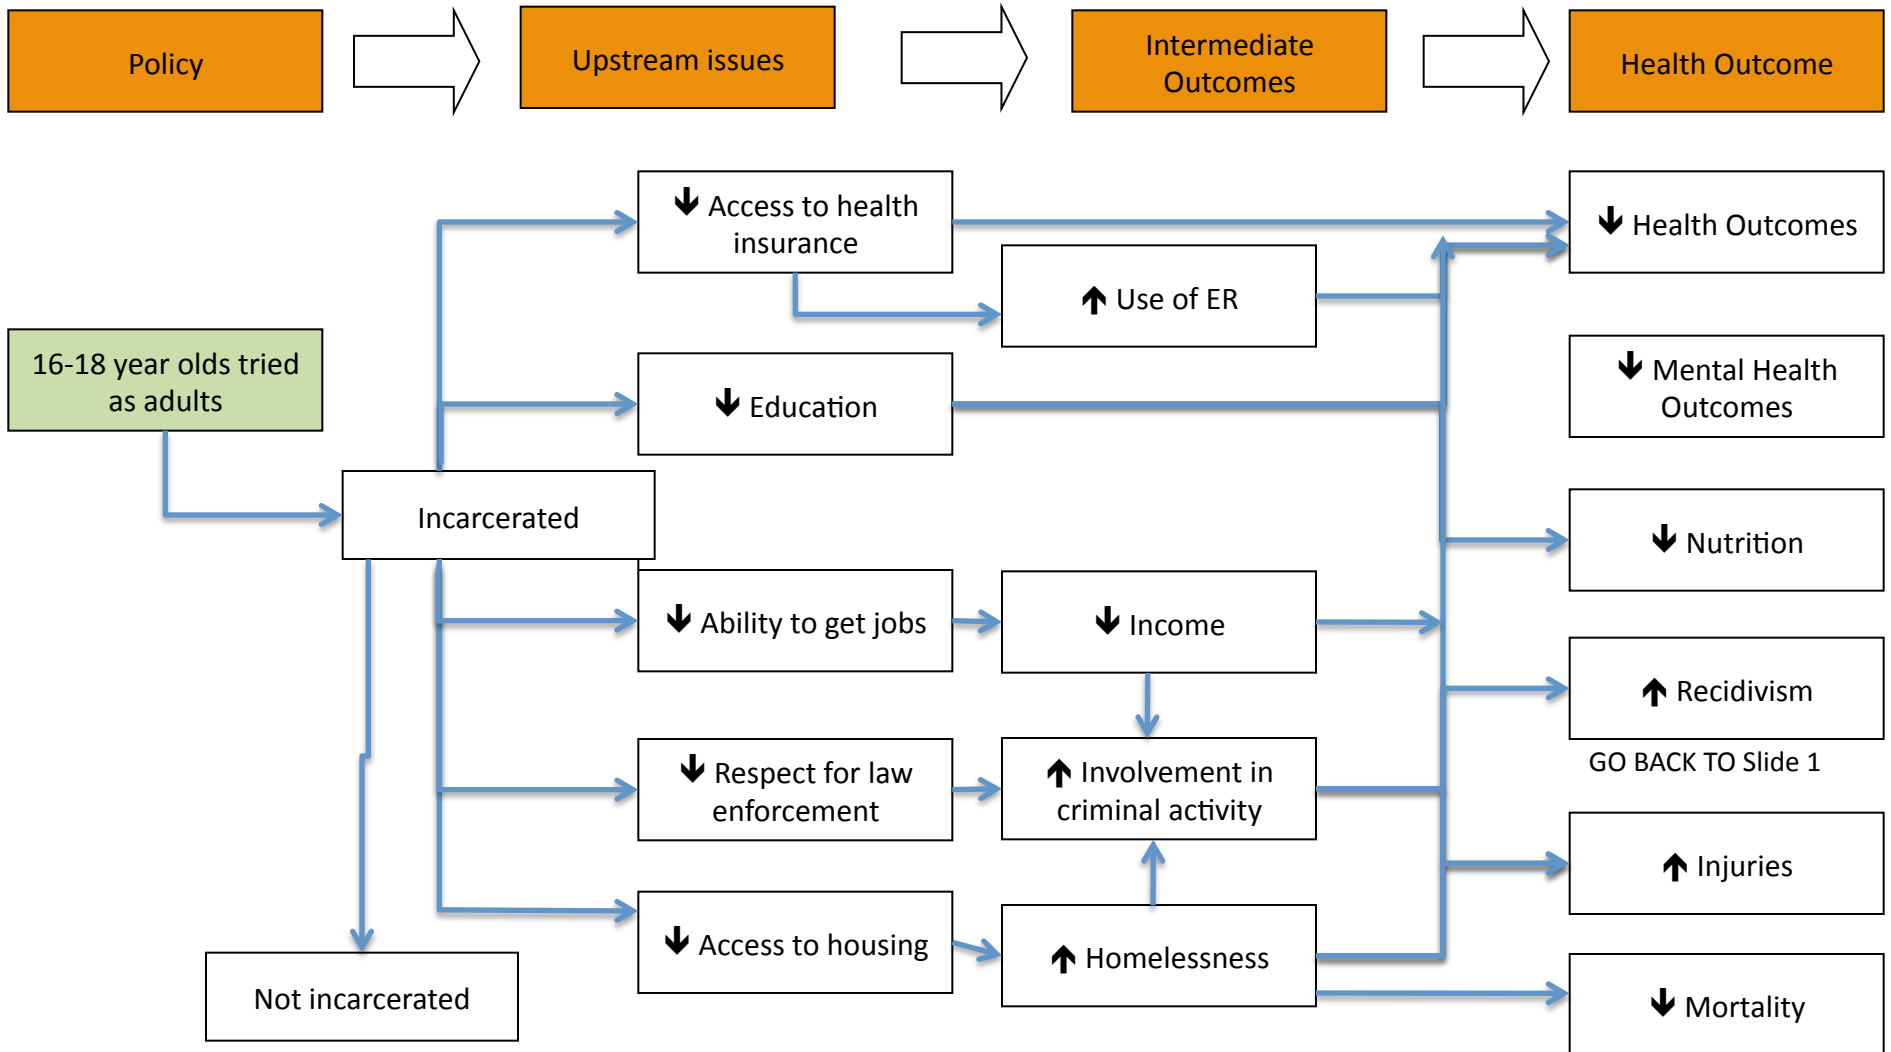 Policy
Upstream issues
Intermediate
Outcomes
Health Outcome
↓ Access to health
insurance
↓ Health Outcomes
↑ Use of ER
16-18 year olds tried
as adults
↓ Mental Health
Outcomes
↓ Education
Incarcerated
↓ Nutrition
↓ Ability to get jobs
↓ Income
↑ Recidivism
GO BACK TO Slide 1
↓ Respect for law
enforcement
↑ Involvement in
criminal activity
↑ Injuries
↓ Access to housing
↑ Homelessness
Not incarcerated
↓ Mortality